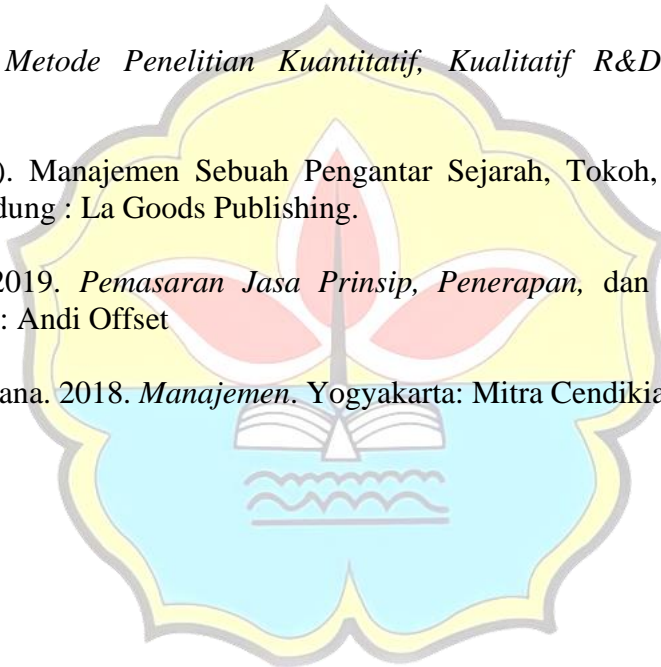 Metode Penelitian Kuantitatif, Kualitatif R&D
). Manajemen Sebuah Pengantar Sejarah, Tokoh,
dung : La Goods Publishing.
2019. Pemasaran Jasa Prinsip, Penerapan, dan
: Andi Offset
ana. 2018. Manajemen. Yogyakarta: Mitra Cendikia